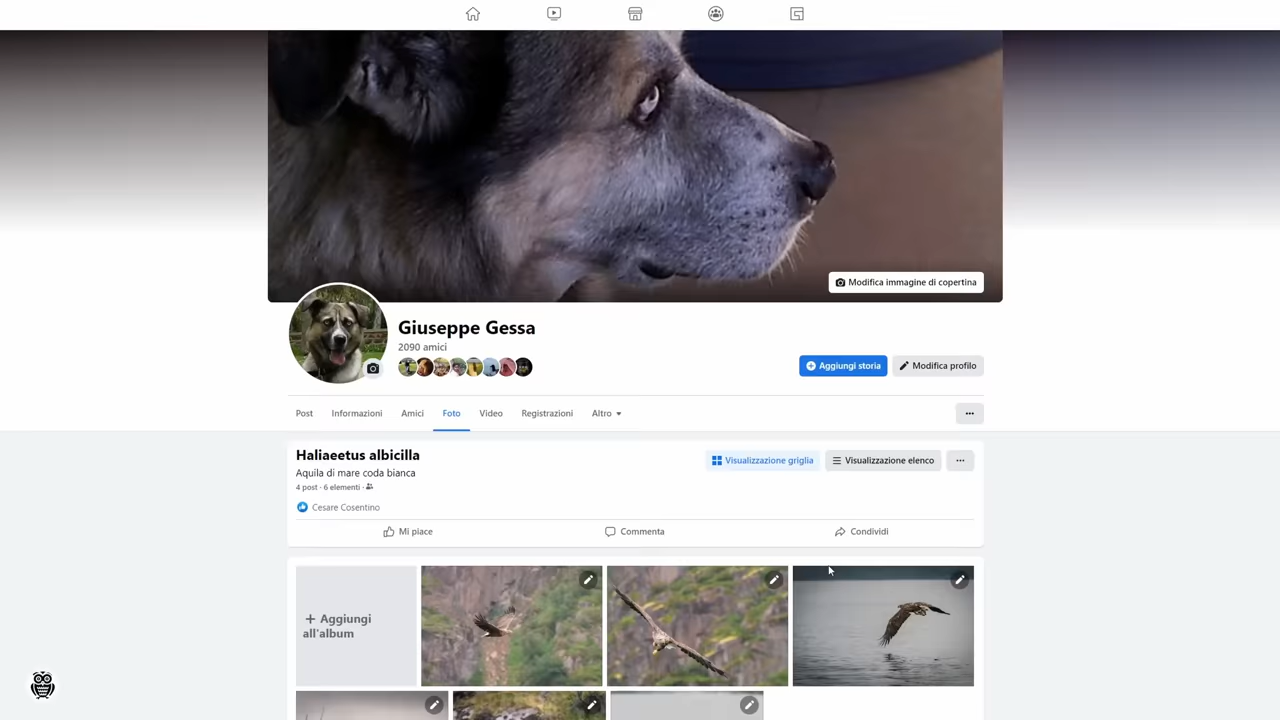 Modifica immagine di copertina
Giuseppe Gessa
2090 amici
Aggiungi storia
Modifica profilo
Post
Informazioni
Amici
Foto
Video
Registrazioni
Altro
Haliaeetus albicilla
Visualizzazione griglia
Visualizzazione elenco
Aquila di mare coda bianca
4 post · 6 elementi ·
Cesare Cosentino
Mi piace
Commenta
Condividi
+ Aggiungi
all'album